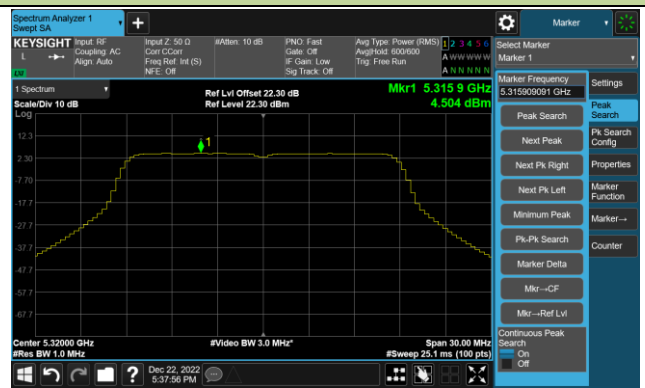 Spectrum Analyzer 1
Swept SA
Marker
KEYSIGHT
L
Input: RF
Coupling: AC
Align: Auto
Input Z: 50 Ω
Corr CCorr
Freq Ref: Int (S)
NFE: Off
#Atten: 10 dB
PNO: Fast
Gate: Off
IF Gain: Low
Sig Track: Off
Avg Type: Power (RMS)
Avg|Hold: 600/600
Trig: Free Run
1 2 3 4 5 6
A W W W W W
A N N N N N
Select Marker
Marker 1
1 Spectrum
Scale/Div 10 dB
Log
Ref Lvl Offset 22.30 dB
Ref Level 22.30 dBm
Mkr1 5.315 9 GHz
4.504 dBm
1
12.3
2.30
-7.70
-17.7
-27.7
-37.7
-47.7
-57.7
-67.7
Center 5.32000 GHz
#Res BW 1.0 MHz
#Video BW 3.0 MHz*
Span 30.00 MHz
#Sweep 25.1 ms (100 pts)
Marker Frequency
5.315909091 GHz
Peak Search
Next Peak
Next Pk Right
Next Pk Left
Minimum Peak
Pk-Pk Search
Marker Delta
Mkr→CF
Mkr→Ref Lvl
Continuous Peak
Search
On
Off
Settings
Peak
Search
Pk Search
Config
Properties
Marker
Function
Marker→
Counter
Dec 22, 2022
5:37:56 PM